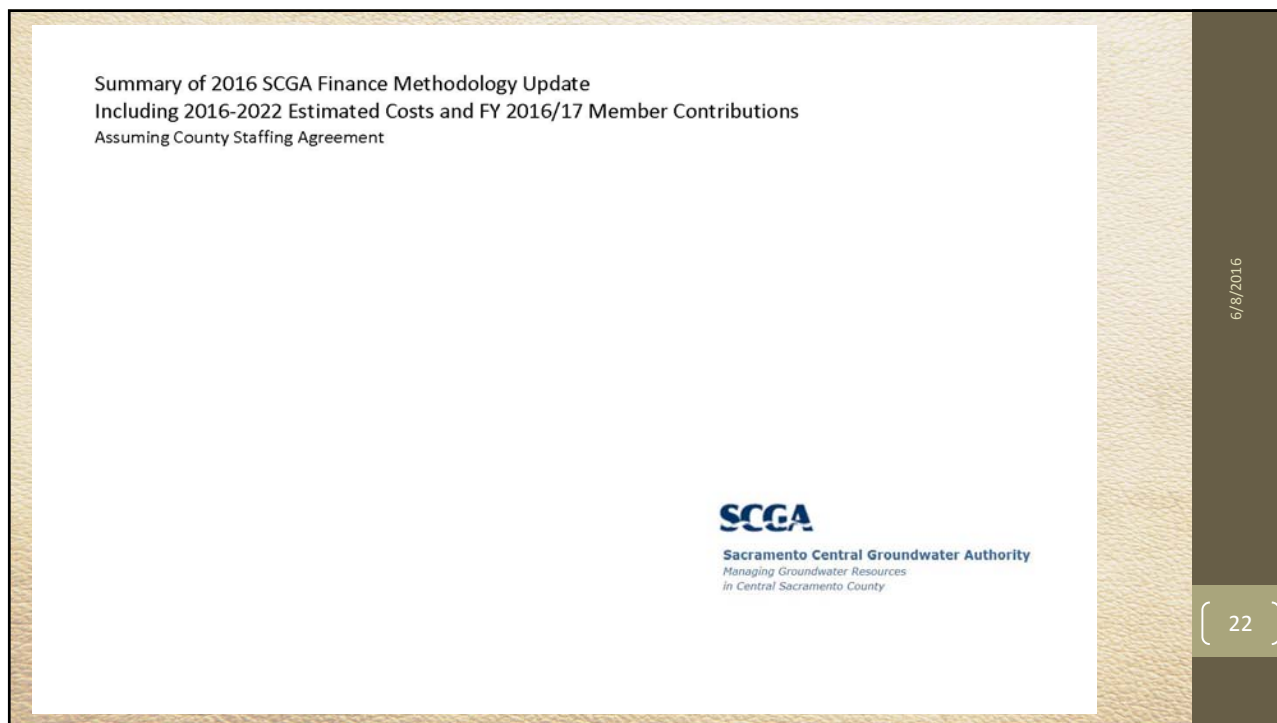 Summary of 2016 SCGA Finance Methodology Update
Including 2016-2022 Estimated Costs and FY 2016/17 Member Contributions
Assuming County Staffing Agreement
SCGA
Sacramento Central Groundwater Authority
Managing Groundwater Resources
in Central Sacramento County
6/8/2016
22